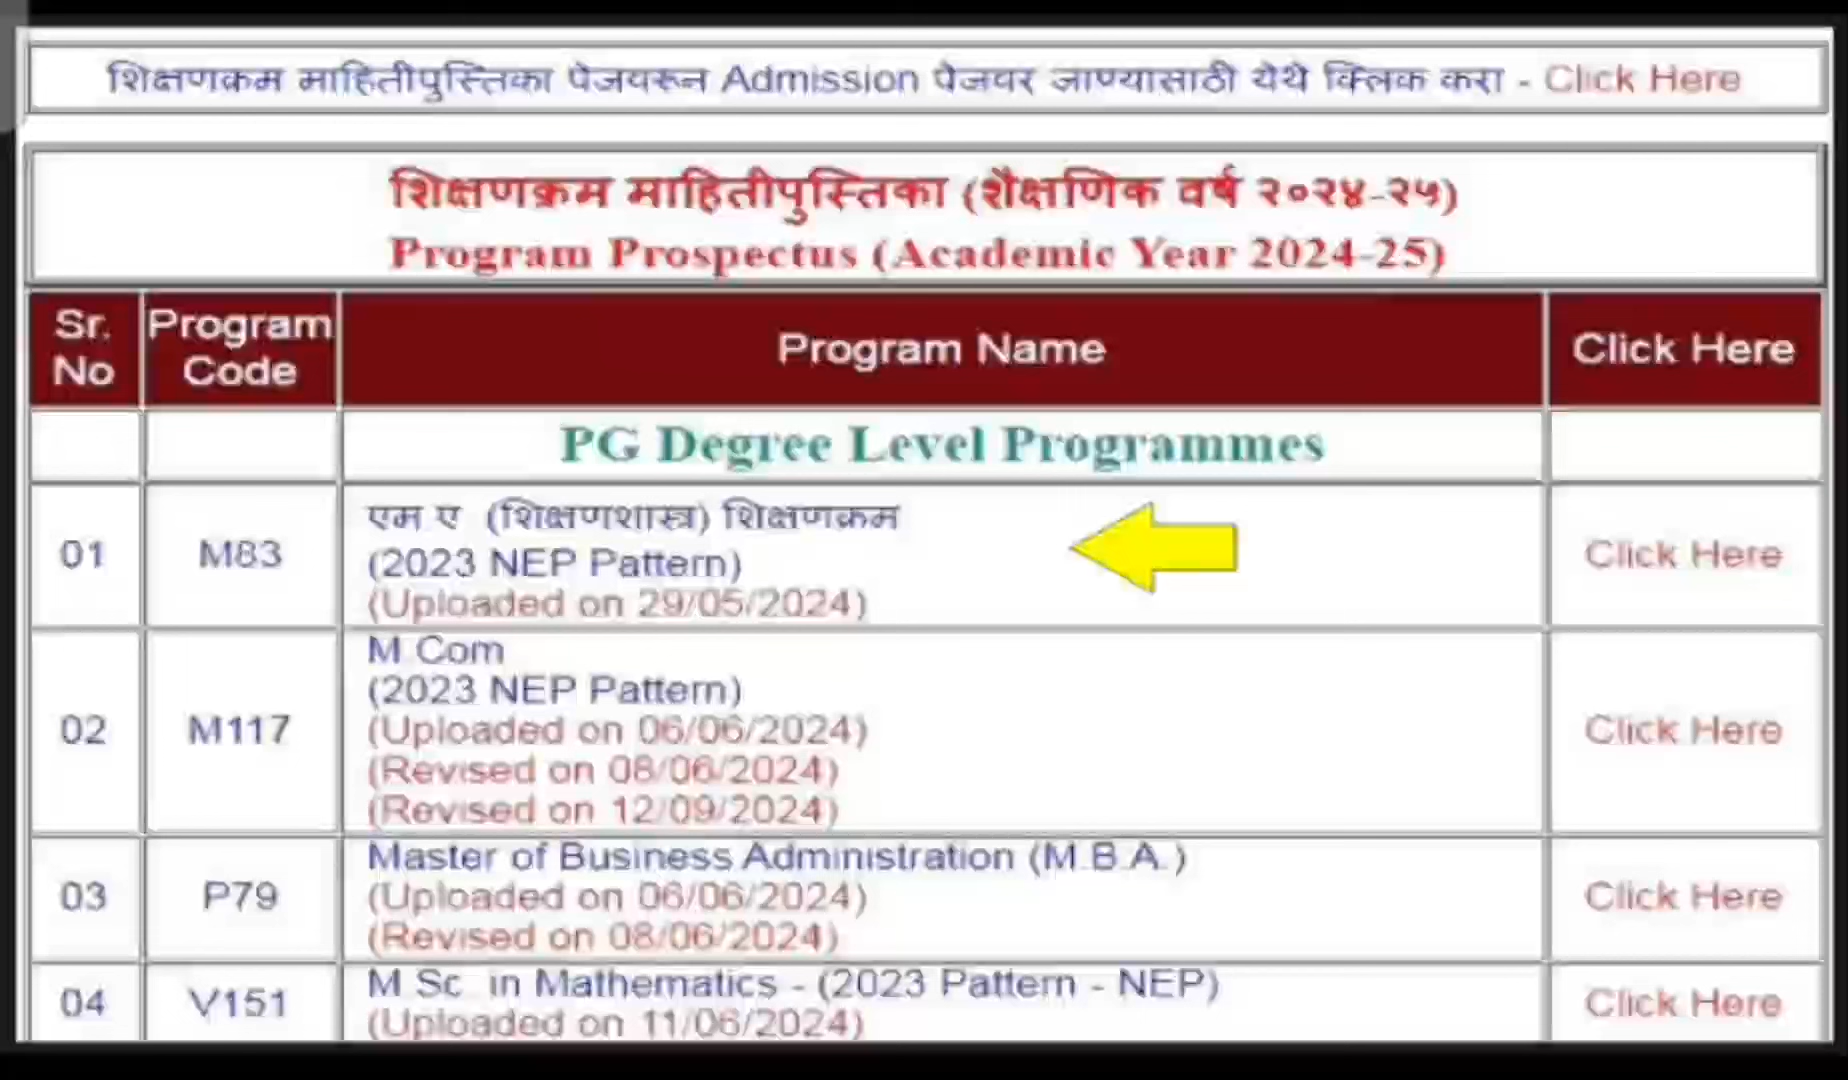 शिक्षणक्रम माहितीपुस्तिका पेजवरून Admission पेजवर जाण्यासाठी येथे क्लिक करा - Click Here
शिक्षणक्रम माहितीपुस्तिका (शैक्षणिक वर्ष २०२४-२५)
Program Prospectus (Academic Year 2024-25)
Sr. No
Program Code
Program Name
Click Here
PG Degree Level Programmes
01
M83
एम ए (शिक्षणशास्त्र) शिक्षणक्रम
(2023 NEP Pattern)
(Uploaded on 29/05/2024)
Click Here
02
M117
M.Com
(2023 NEP Pattern)
(Uploaded on 06/06/2024)
(Revised on 08/06/2024)
(Revised on 12/09/2024)
Click Here
03
P79
Master of Business Administration (M.B.A.)
(Uploaded on 06/06/2024)
(Revised on 08/06/2024)
Click Here
04
V151
M.Sc. in Mathematics - (2023 Pattern - NEP)
(Uploaded on 11/06/2024)
Click Here